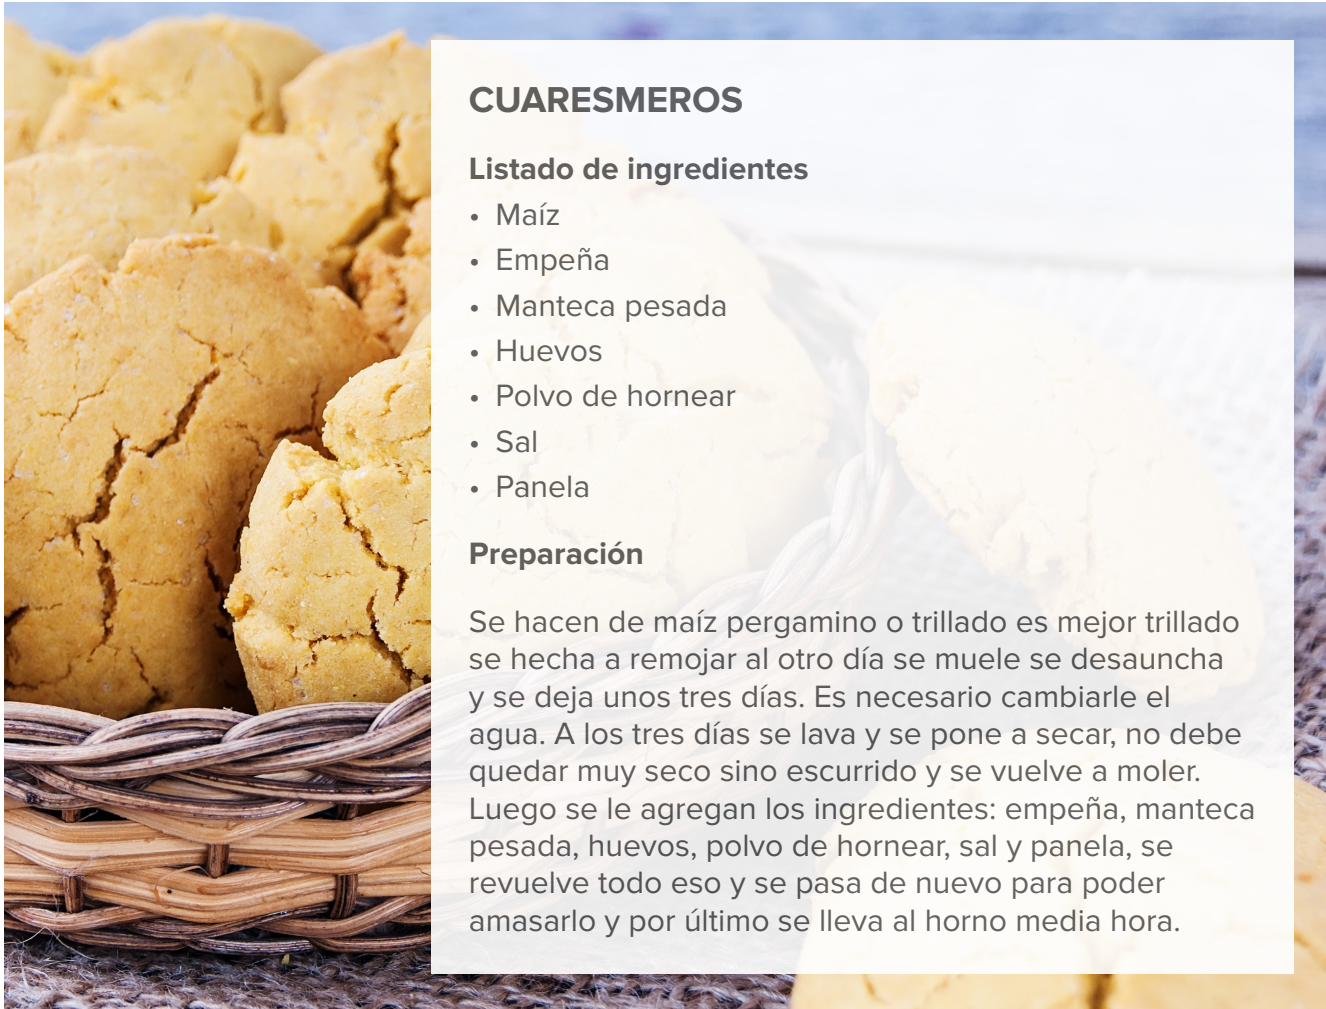 CUARESMEROS
Listado de ingredientes
• Maíz
• Empeña
• Manteca pesada
• Huevos
• Polvo de hornear
• Sal
• Panela
Preparación
Se hacen de maíz pergamino o trillado es mejor trillado
se hecha a remojar al otro día se muele se desauncha
y se deja unos tres días. Es necesario cambiarle el
agua. A los tres días se lava y se pone a secar, no debe
quedar muy seco sino escurrido y se vuelve a moler.
Luego se le agregan los ingredientes: empeña, manteca
pesada, huevos, polvo de hornear, sal y panela, se
revuelve todo eso y se pasa de nuevo para poder
amasarlo y por último se lleva al horno media hora.